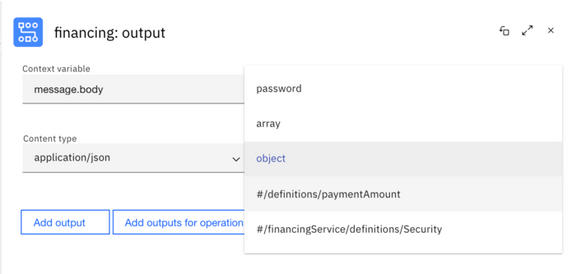 financing: output
Context variable
message.body
Content type
application/json
password
array
object
#/definitions/paymentAmount
#/financingService/definitions/Security
Add output
Add outputs for operation